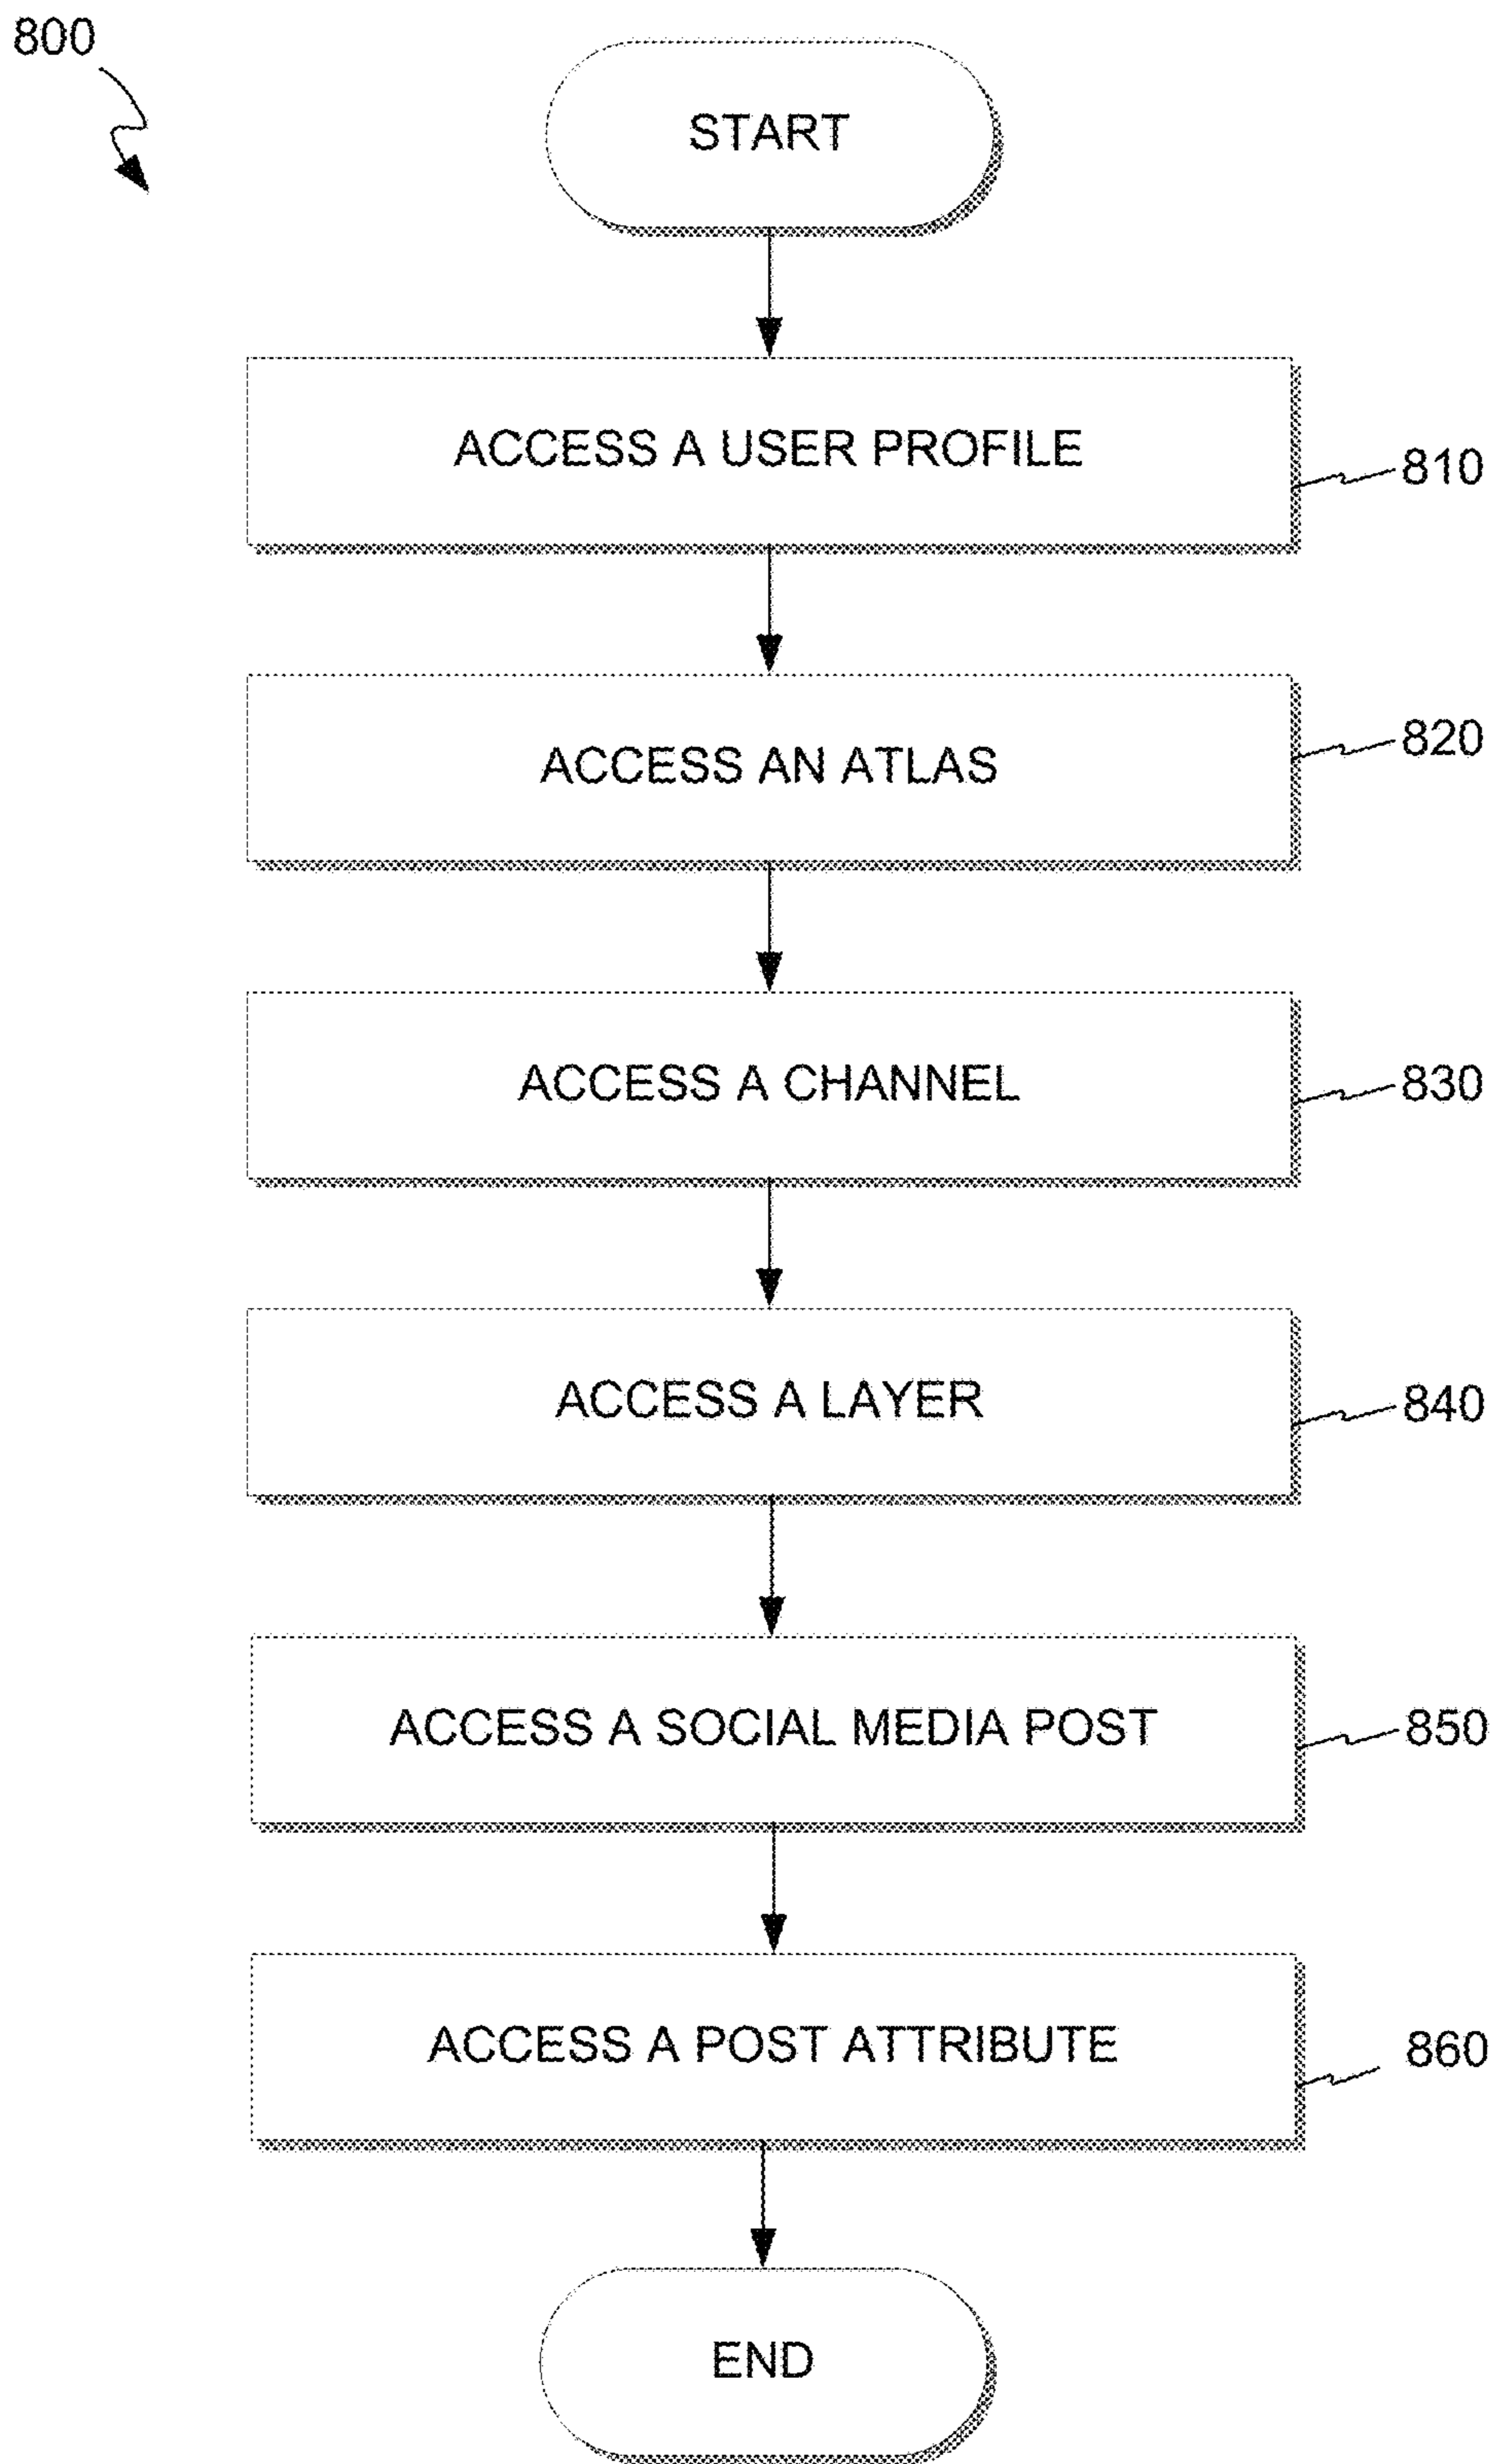 800
START
ACCESS A USER PROFILE
810
ACCESS AN ATLAS
820
ACCESS A CHANNEL
830
ACCESS A LAYER
840
ACCESS A SOCIAL MEDIA POST
850
ACCESS A POST ATTRIBUTE
860
END